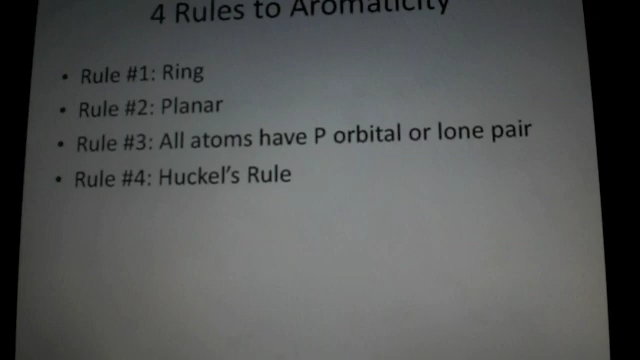 4 Rules to Aromaticity
• Rule #1: Ring
• Rule #2: Planar
• Rule #3: All atoms have P orbital or lone pair
• Rule #4: Huckel's Rule